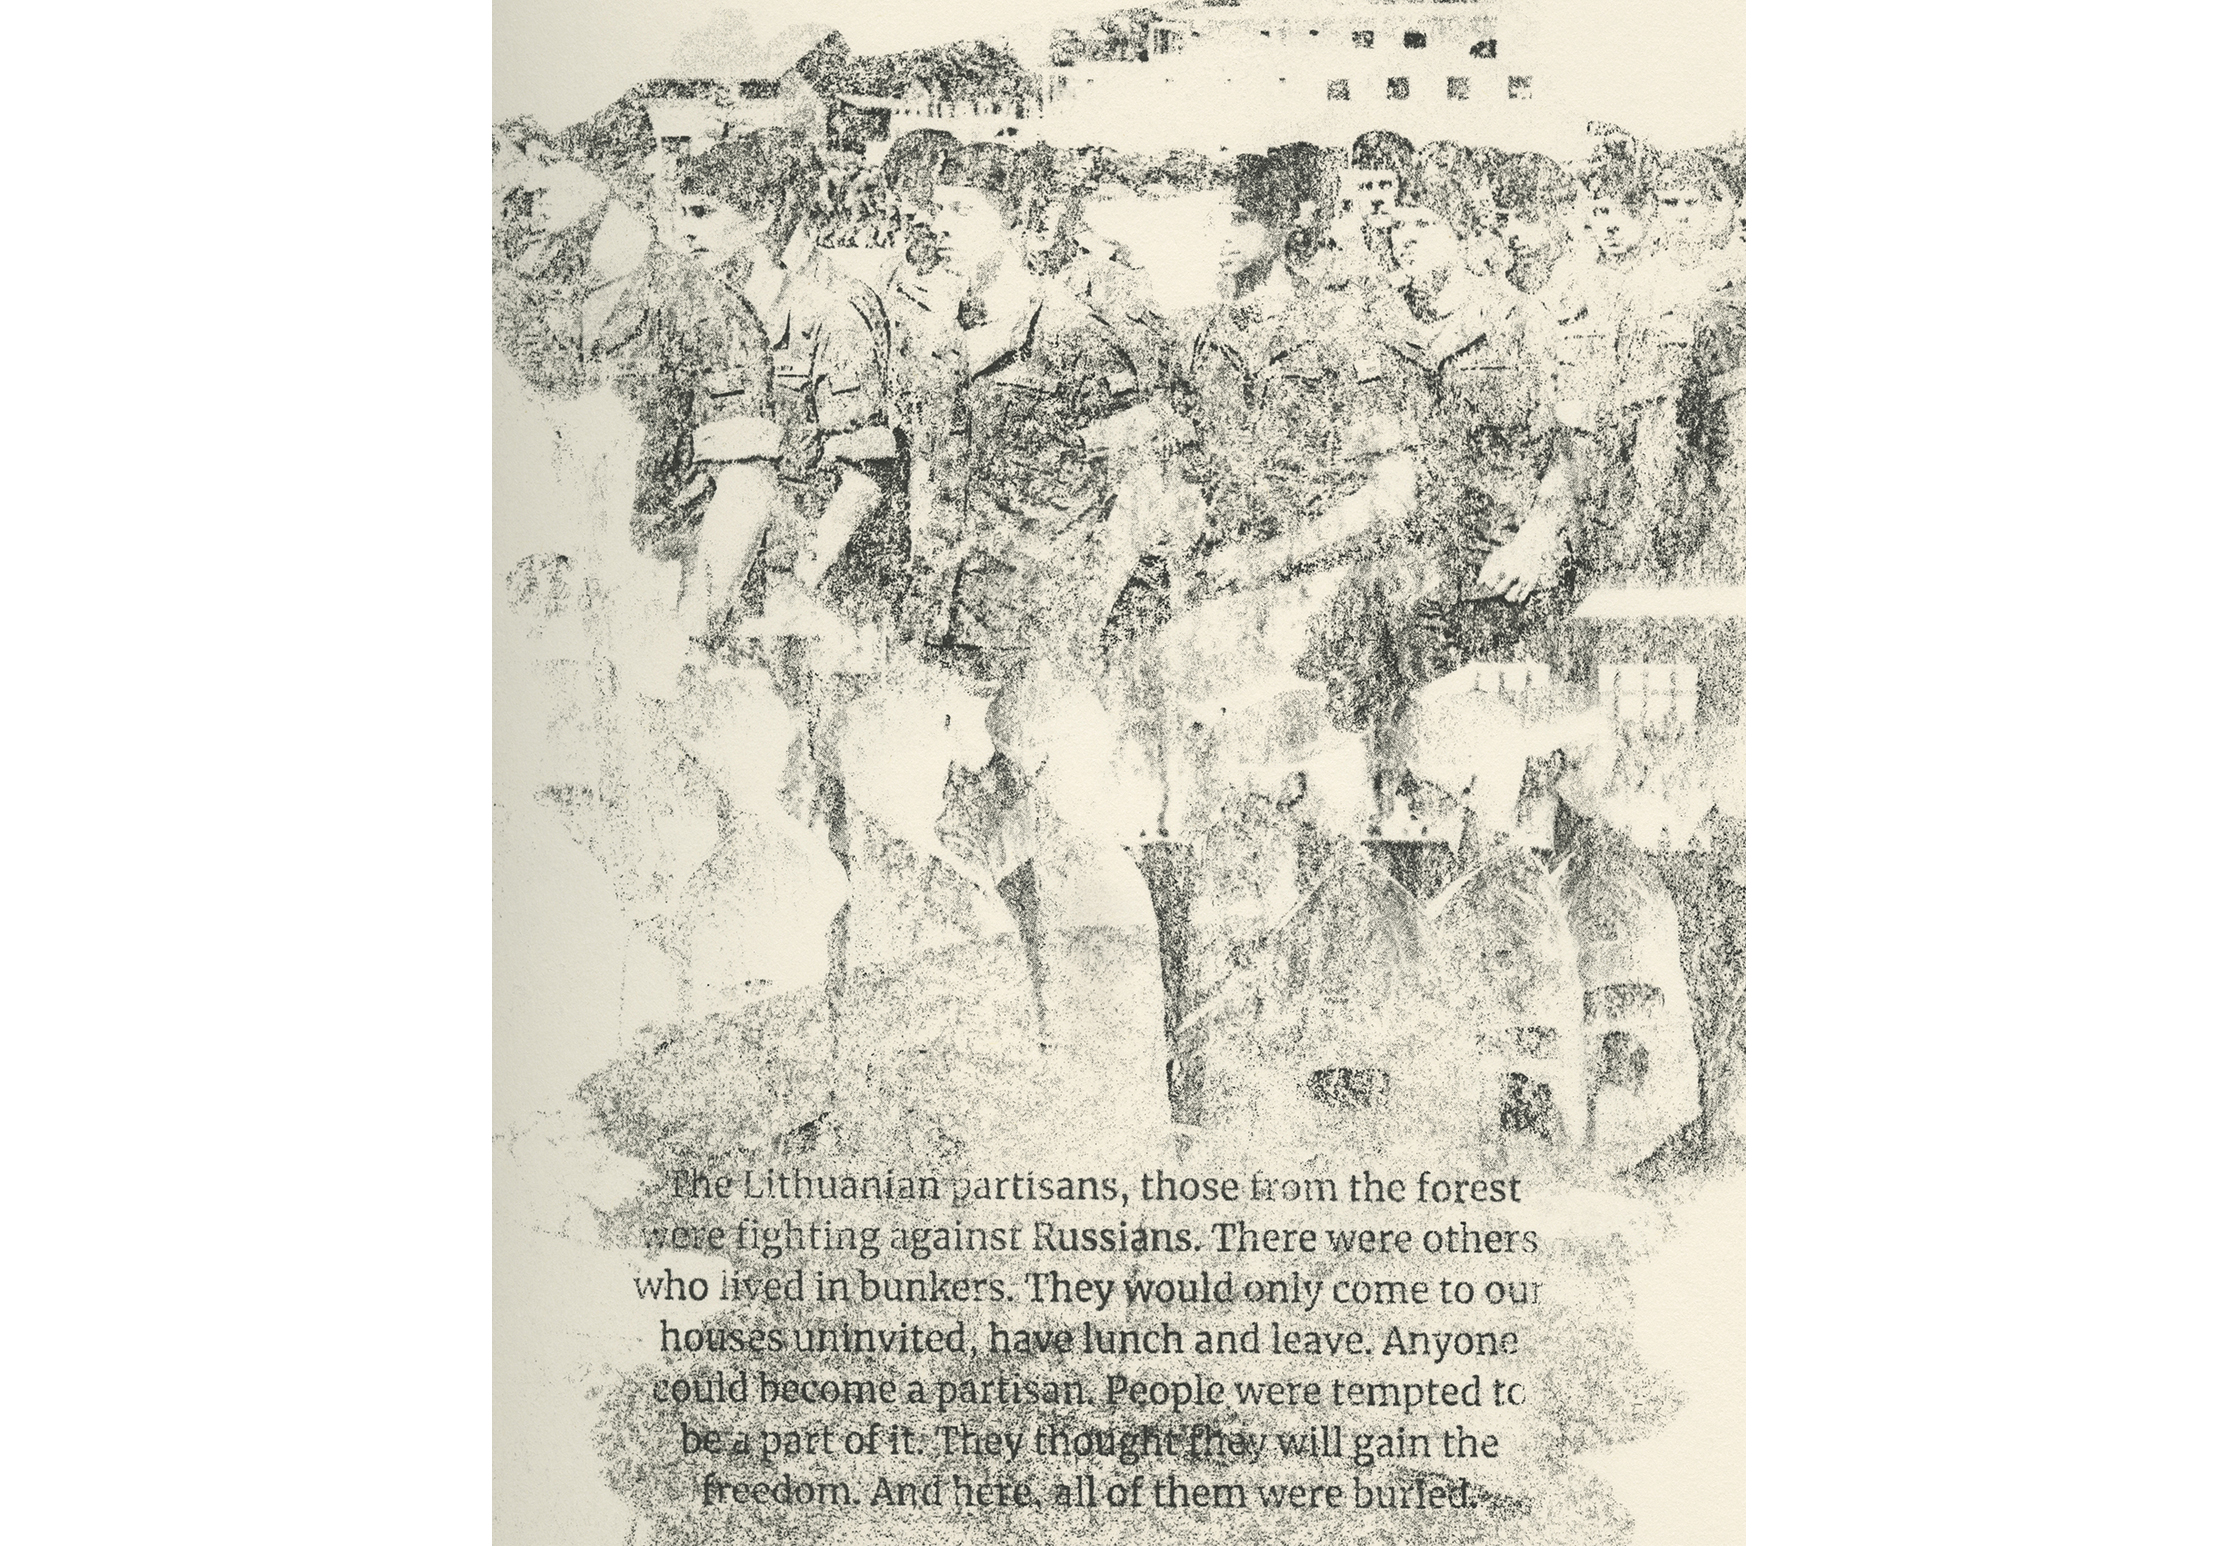 The Lithuanian partisans, those from the forest
were fighting against Russians. There were others
who lived in bunkers. They would only come to our
houses uninvited, have lunch and leave. Anyone
could become a partisan. People were tempted to
be a part of it. They thought they will gain the
freedom. And here, all of them were buried.